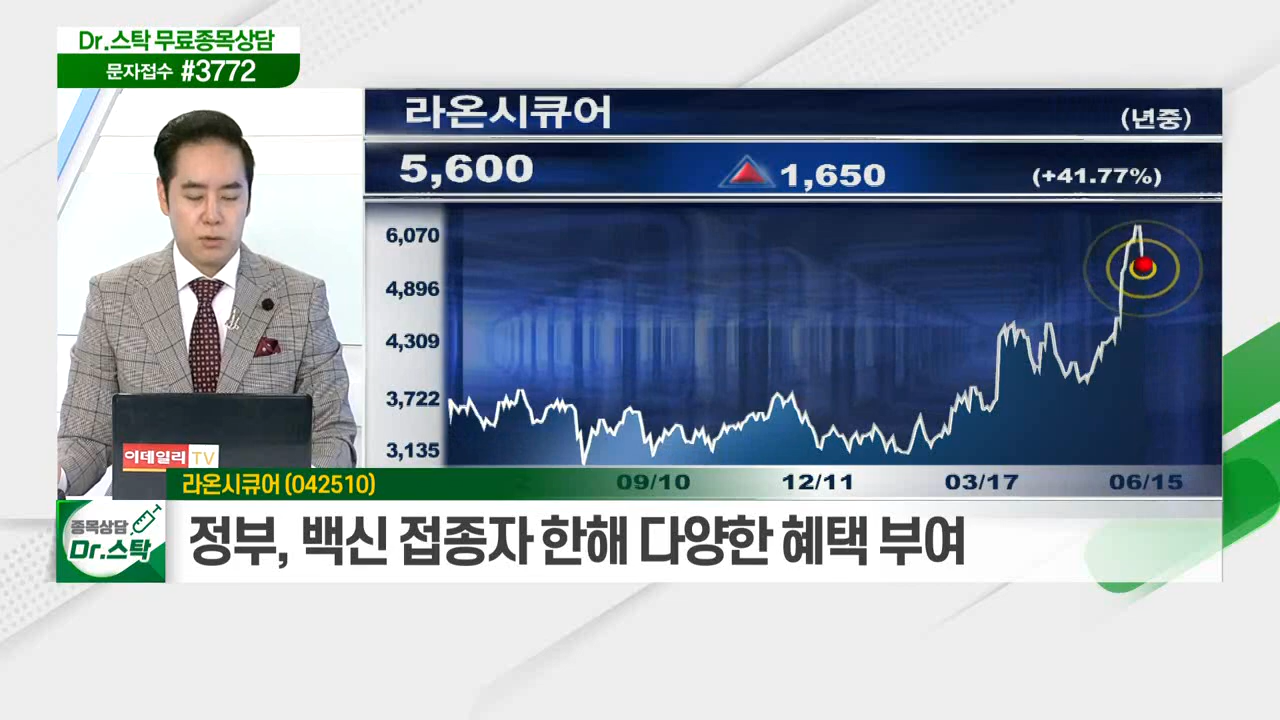 Dr.스탁 무료종목상담
문자접수 #3772
라온시큐어 (년중)
5,600 1,650 (+41.77%)
6,070
4,896
4,309
3,722
3,135
09/10 12/11 03/17 06/15
이데일리 TV
라온시큐어 (042510)
종목상담
Dr.스탁
정부, 백신 접종자 한해 다양한 혜택 부여